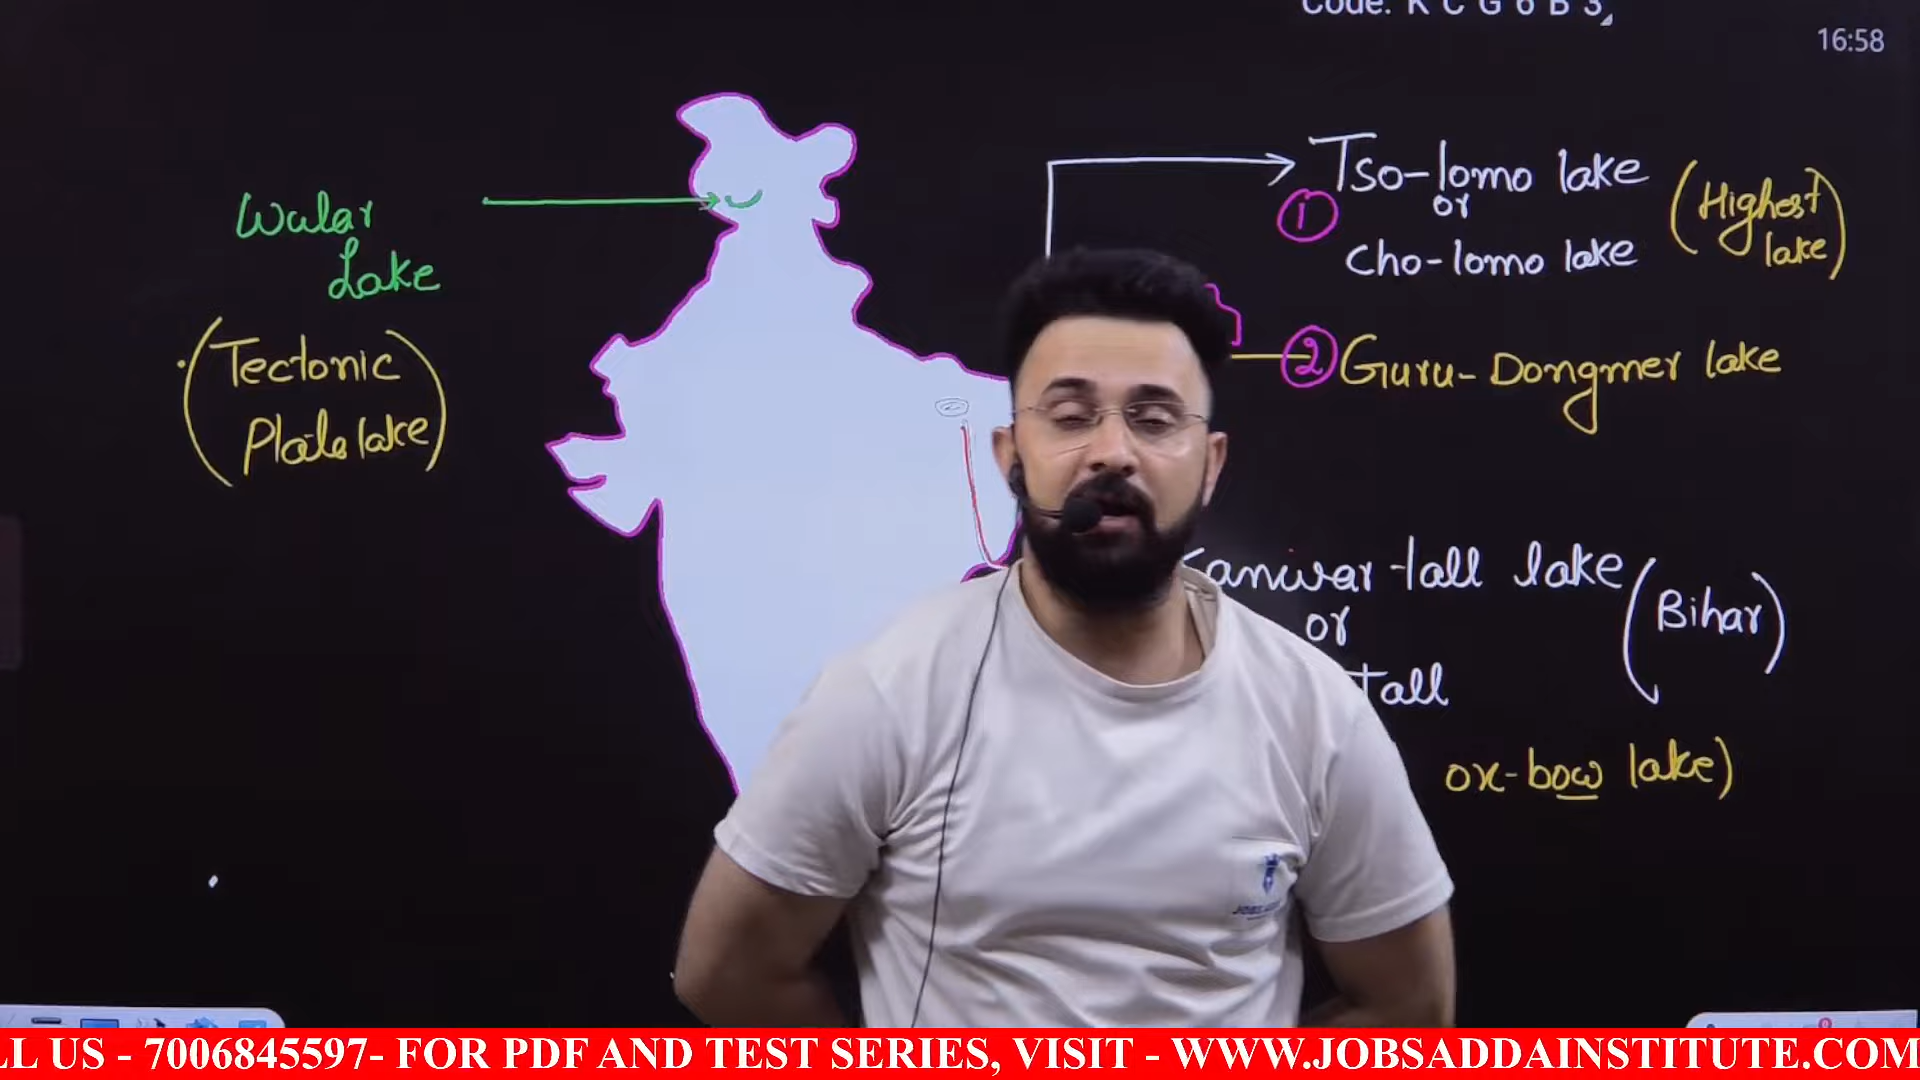 Code: K C G 6 B 3
16:58
Wular
Lake
(Tectonic
Plate lake)
Tso-lomo lake
or
Cho-lomo lake
(Highest
lake)
1
2 Guru-Dongmer lake
anwar-tall lake
(Bihar)
or
tall
ox-bow lake)
LL US - 7006845597- FOR PDF AND TEST SERIES, VISIT - WWW.JOBSADDAINSTITUTE.COM